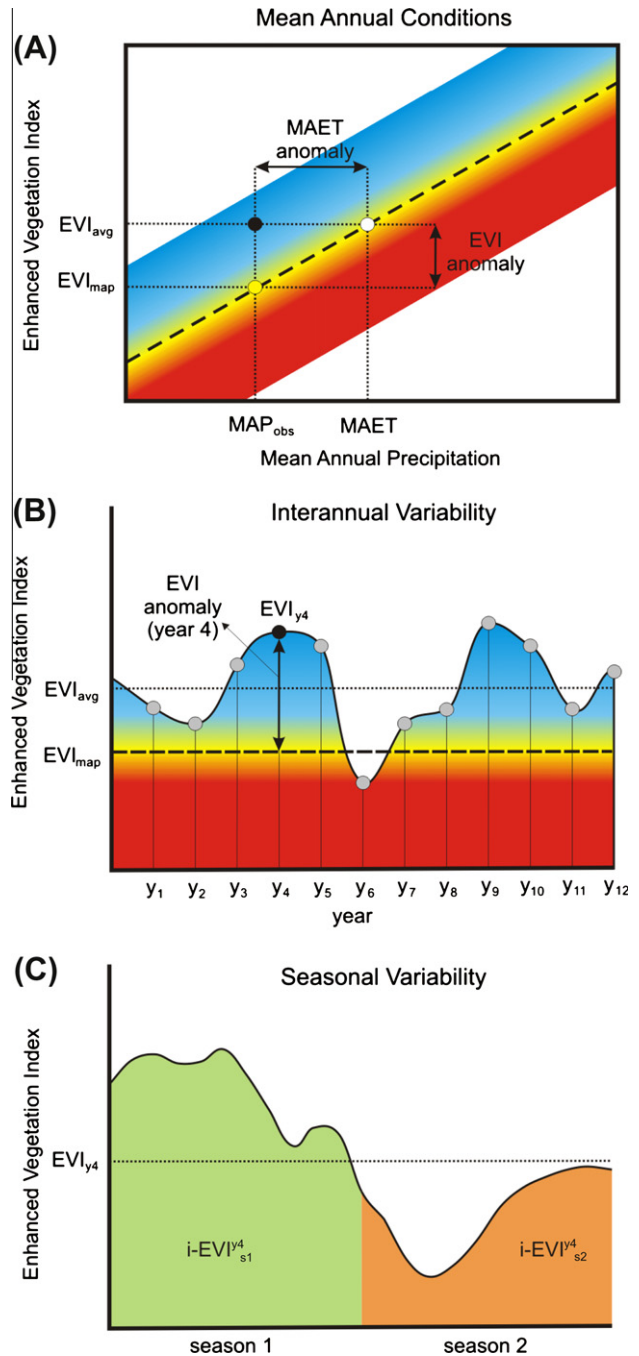 Mean Annual Conditions
(A)
Enhanced Vegetation Index
MAET
anomaly
EVIavg
EVImap
EVI
anomaly
MAPobs
MAET
Mean Annual Precipitation
(B)
Interannual Variability
Enhanced Vegetation Index
EVI
anomaly
(year 4)
EVIy4
EVIavg
EVImap
y1 y2 y3 y4 y5 y6 y7 y8 y9 y10 y11 y12
year
(C)
Seasonal Variability
Enhanced Vegetation Index
EVIy4
i-EVIy4s1
i-EVIy4s2
season 1
season 2